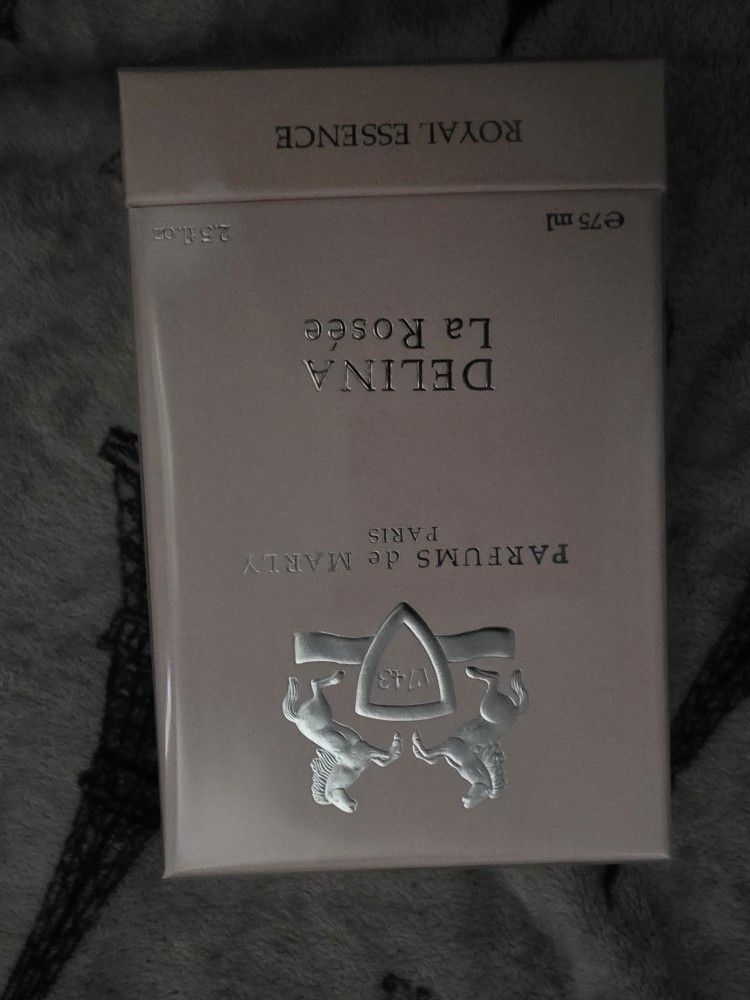 1743
PARFUMS de MARLY
PARIS
DELINA
La Rosée
℮75 ml 2,5 fl.oz
ROYAL ESSENCE